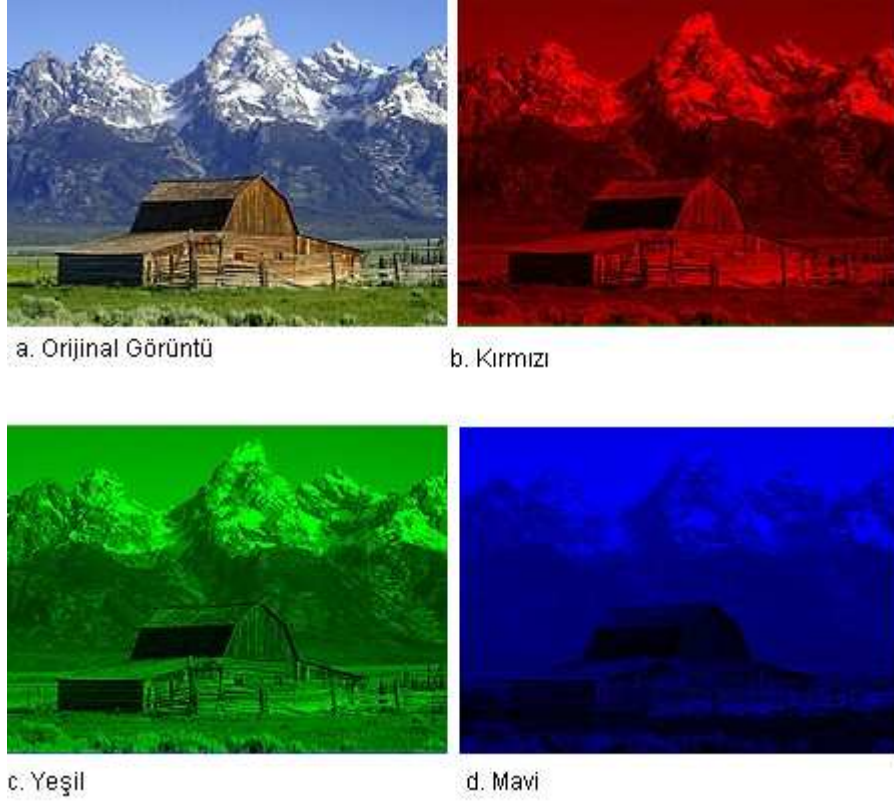 a. Orijinal Görüntü
b. Kırmızı
c. Yeşil
d. Mavi